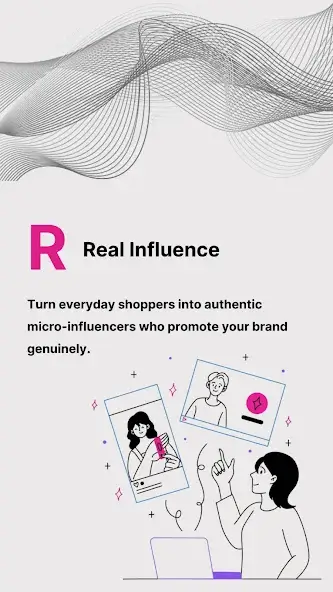 R Real Influence
Turn everyday shoppers into authentic
micro-influencers who promote your brand
genuinely.